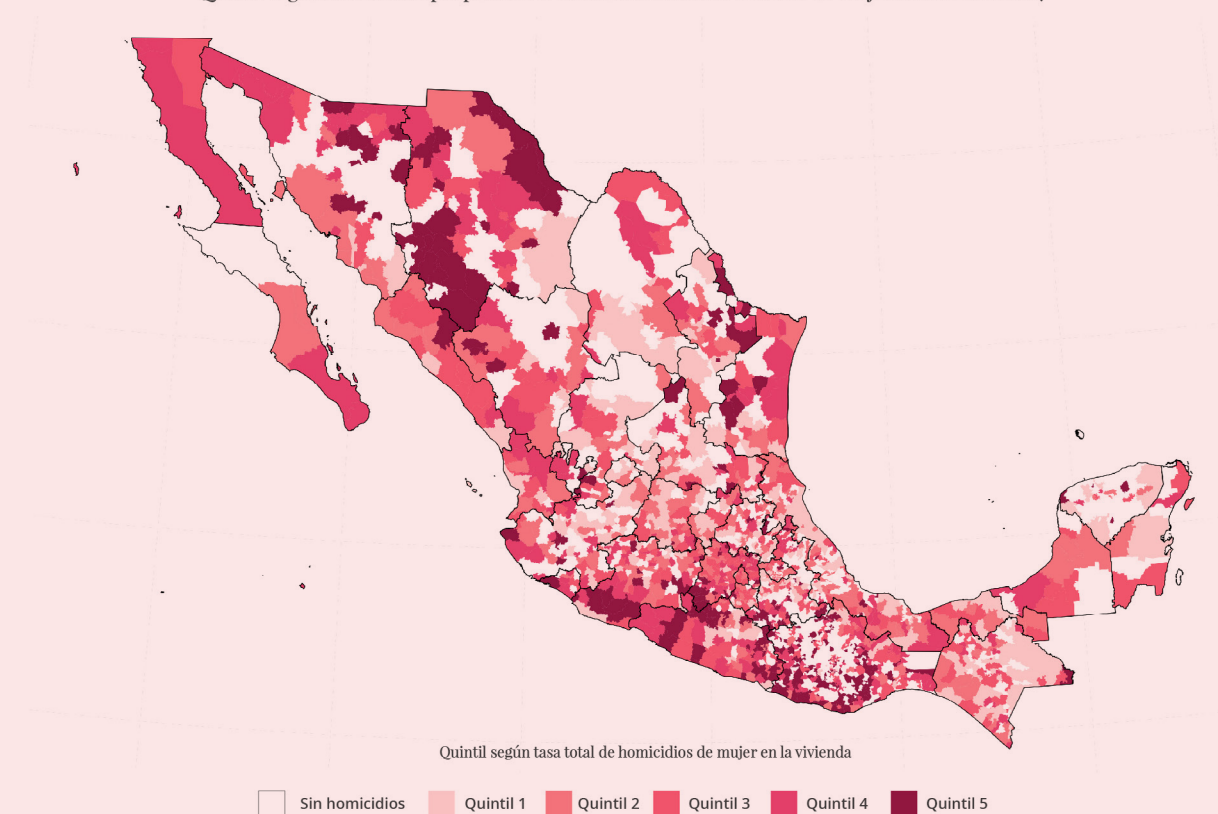 Quintil según tasa total de homicidios de mujer en la vivienda
Sin homicidios Quintil 1 Quintil 2 Quintil 3 Quintil 4 Quintil 5